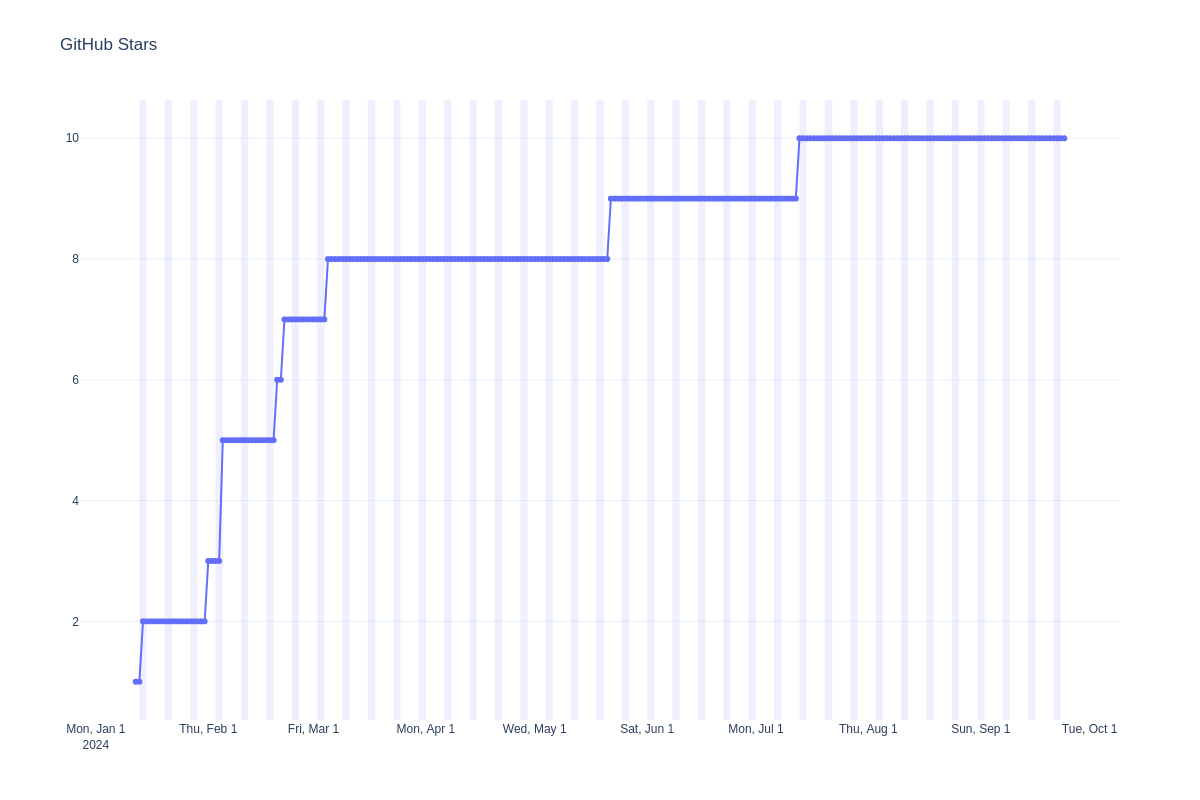 GitHub Stars
10
8
6
4
2
Mon, Jan 1
2024
Thu, Feb 1
Fri, Mar 1
Mon, Apr 1
Wed, May 1
Sat, Jun 1
Mon, Jul 1
Thu, Aug 1
Sun, Sep 1
Tue, Oct 1